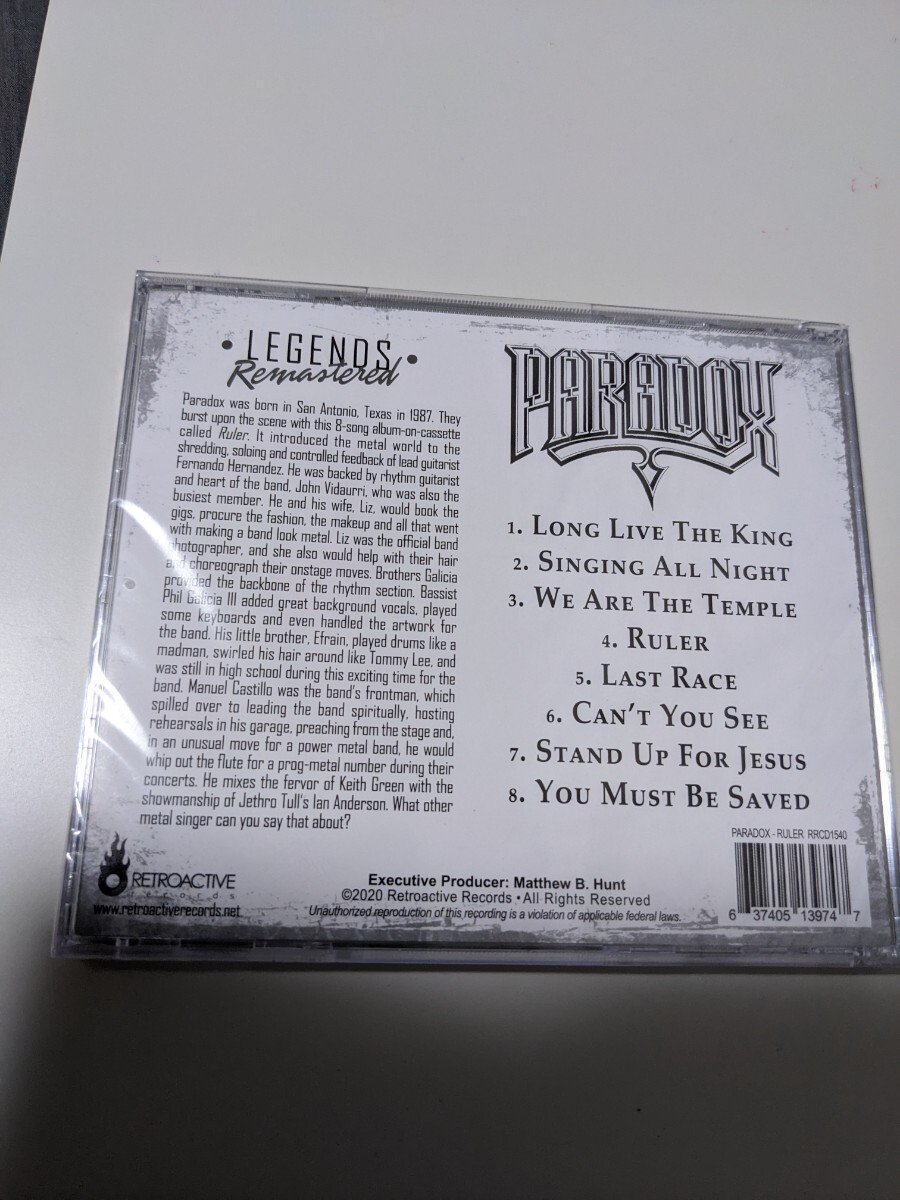 • LEGENDS •
Remastered
Paradox was born in San Antonio, Texas in 1987. They
burst upon the scene with this 8-song album-on-cassette
called Ruler. It introduced the metal world to the
shredding, soloing and controlled feedback of lead guitarist
Fernando Hernandez. He was backed by rhythm guitarist
and heart of the band, John Vidaurri, who was also the
busiest member. He and his wife, Liz, would book the
gigs, procure the fashion, the makeup and all that went
with making a band look metal. Liz was the official band
photographer, and she also would help with their hair
and choreograph their onstage moves. Brothers Galicia
provided the backbone of the rhythm section. Bassist
Phil Galicia III added great background vocals, played
some keyboards and even handled the artwork for
the band. His little brother, Efrain, played drums like a
madman, swirled his hair around like Tommy Lee, and
was still in high school during this exciting time for the
band. Manuel Castillo was the band's frontman, which
spilled over to leading the band spiritually, hosting
rehearsals in his garage, preaching from the stage and,
in an unusual move for a power metal band, he would
whip out the flute for a prog-metal number during their
concerts. He mixes the fervor of Keith Green with the
showmanship of Jethro Tull's Ian Anderson. What other
metal singer can you say that about?
PARADOX
1. Long Live The King
2. Singing All Night
3. We Are The Temple
4. Ruler
5. Last Race
6. Can't You See
7. Stand Up For Jesus
8. You Must Be Saved
PARADOX - RULER RRCD1540
6 37405 13974 7
RETROACTIVE
records
www.retroactiverecords.net
Executive Producer: Matthew B. Hunt
©2020 Retroactive Records • All Rights Reserved
Unauthorized reproduction of this recording is a violation of applicable federal laws.